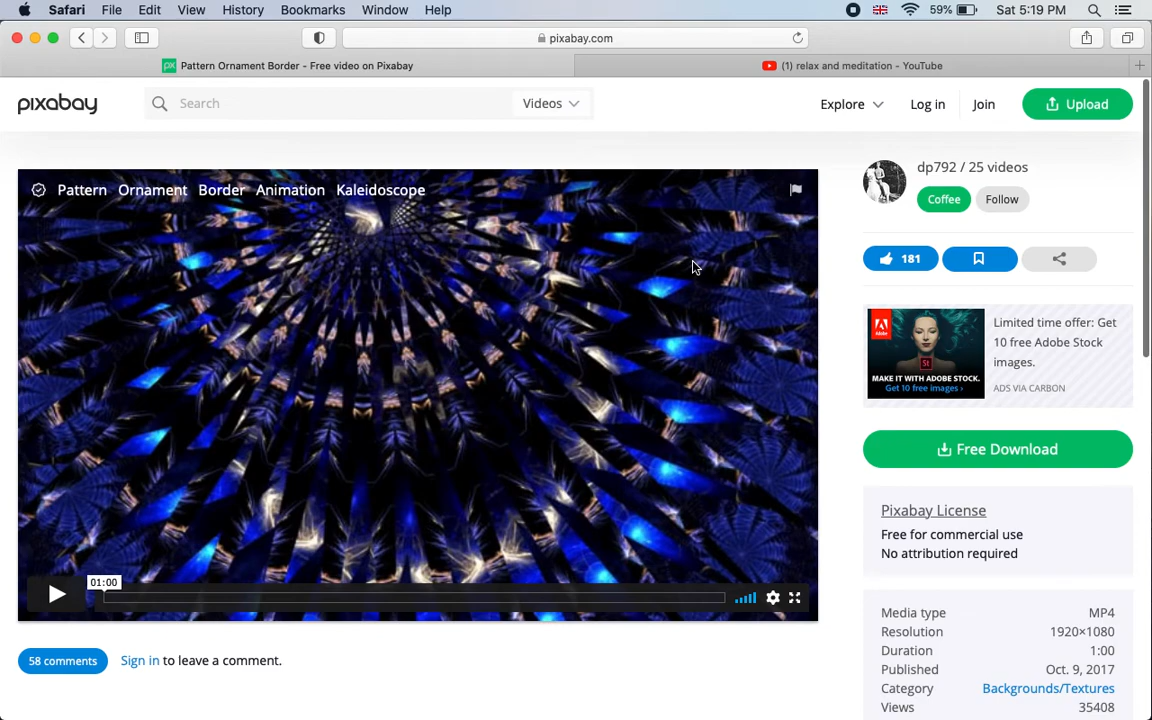 Safari File Edit View History Bookmarks Window Help 59% Sat 5:19 PM
pixabay.com
px Pattern Ornament Border - Free video on Pixabay (1) relax and meditation - YouTube
pixabay Search Videos Explore Log in Join Upload
Pattern Ornament Border Animation Kaleidoscope
dp792 / 25 videos
Coffee Follow
181
Limited time offer: Get
10 free Adobe Stock
images.
ADS VIA CARBON
Adobe
St
MAKE IT WITH ADOBE STOCK.
Get 10 free images ›
Free Download
Pixabay License
Free for commercial use
No attribution required
01:00
Media type MP4
Resolution 1920×1080
Duration 1:00
Published Oct. 9, 2017
Category Backgrounds/Textures
Views 35408
58 comments Sign in to leave a comment.